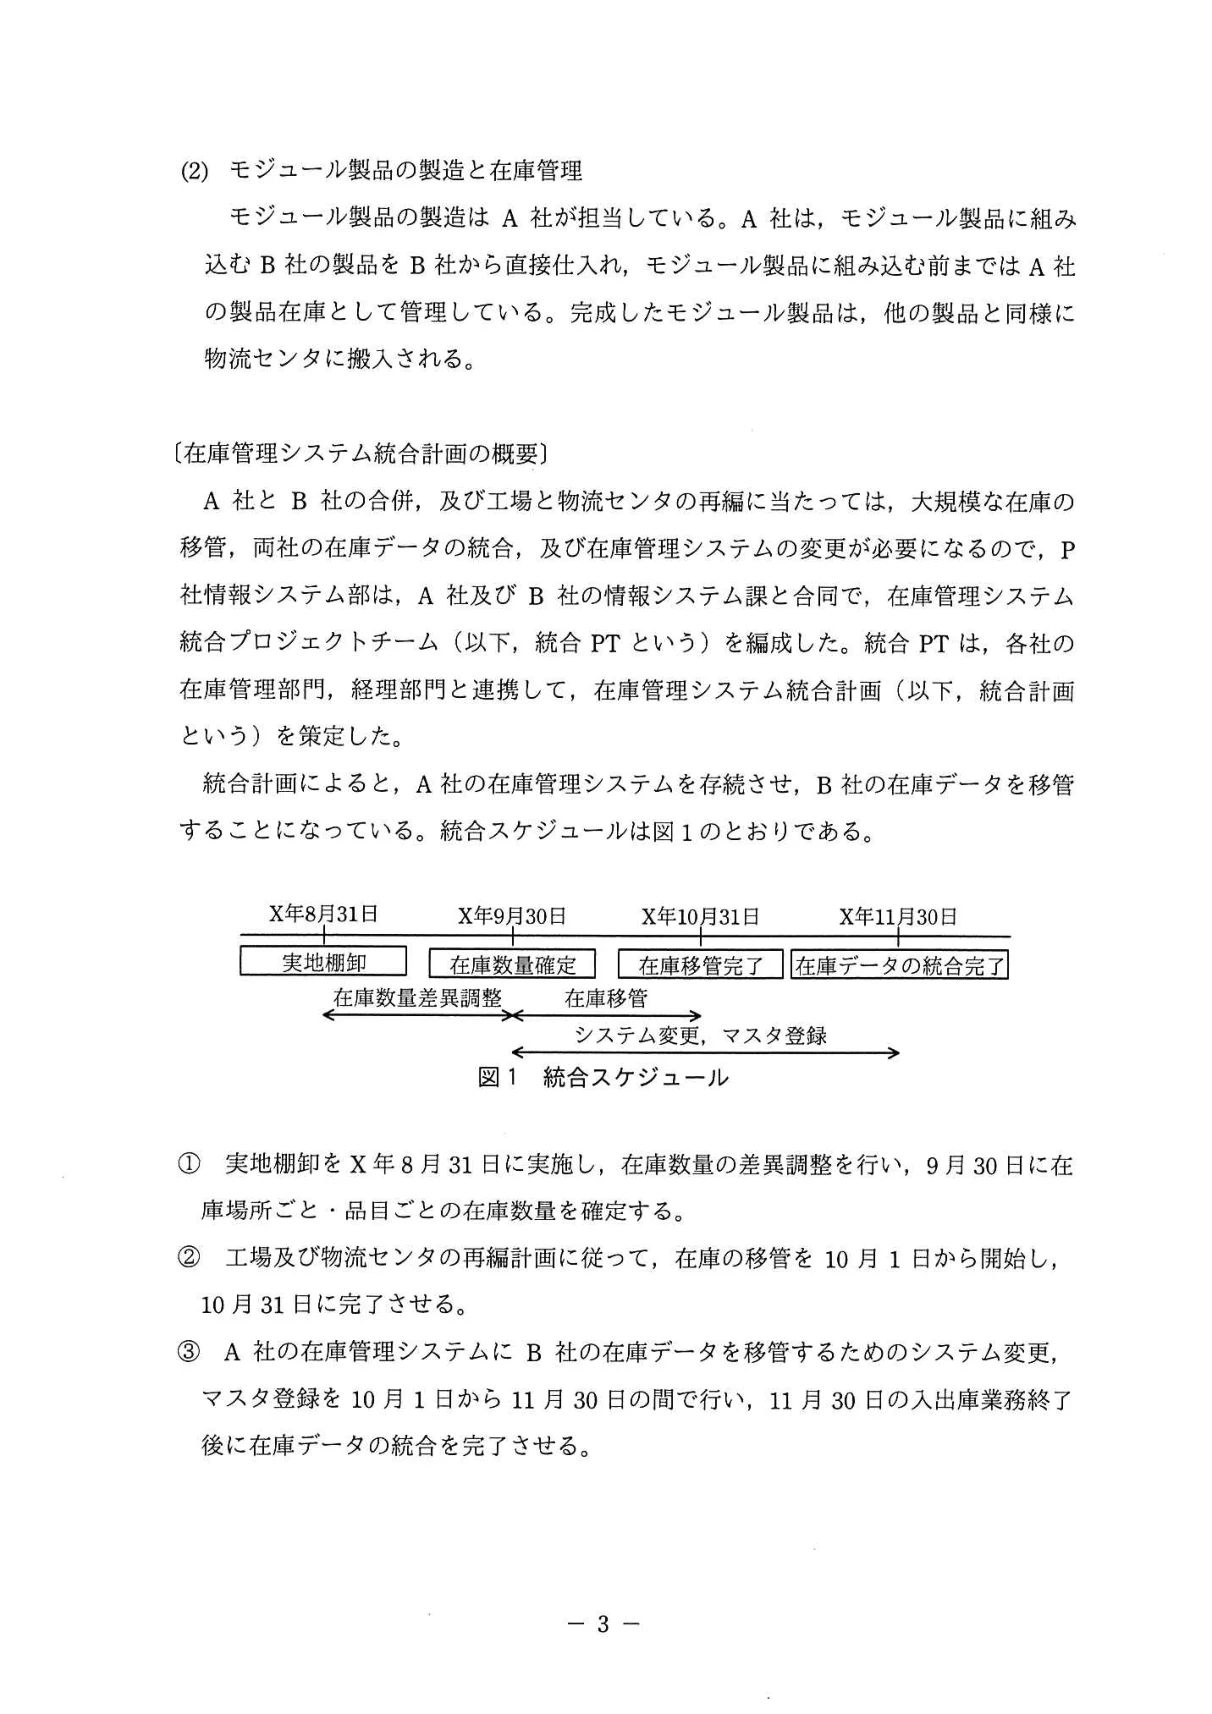 (2) モジュール製品の製造と在庫管理
モジュール製品の製造は A 社が担当している。A 社は，モジュール製品に組み
込む B 社の製品を B 社から直接仕入れ，モジュール製品に組み込む前までは A 社
の製品在庫として管理している。完成したモジュール製品は，他の製品と同様に
物流センタに搬入される。
〔在庫管理システム統合計画の概要〕
A 社と B 社の合併，及び工場と物流センタの再編に当たっては，大規模な在庫の
移管，両社の在庫データの統合，及び在庫管理システムの変更が必要になるので，P
社情報システム部は，A 社及び B 社の情報システム課と合同で，在庫管理システム
統合プロジェクトチーム（以下，統合 PT という）を編成した。統合 PT は，各社の
在庫管理部門，経理部門と連携して，在庫管理システム統合計画（以下，統合計画
という）を策定した。
統合計画によると，A 社の在庫管理システムを存続させ，B 社の在庫データを移管
することになっている。統合スケジュールは図 1 のとおりである。
X年8月31日 X年9月30日 X年10月31日 X年11月30日
実地棚卸 在庫数量確定 在庫移管完了 在庫データの統合完了
在庫数量差異調整 在庫移管
システム変更，マスタ登録
図 1 統合スケジュール
① 実地棚卸を X 年 8 月 31 日に実施し，在庫数量の差異調整を行い，9 月 30 日に在
庫場所ごと・品目ごとの在庫数量を確定する。
② 工場及び物流センタの再編計画に従って，在庫の移管を 10 月 1 日から開始し，
10 月 31 日に完了させる。
③ A 社の在庫管理システムに B 社の在庫データを移管するためのシステム変更，
マスタ登録を 10 月 1 日から 11 月 30 日の間で行い，11 月 30 日の入出庫業務終了
後に在庫データの統合を完了させる。
－ 3 －